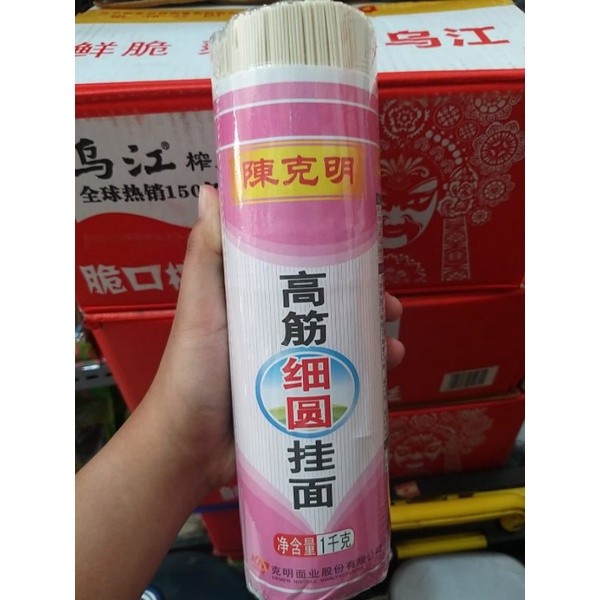 鲜脆
乌江
乌江® 榨
全球热销150
脆口榨
陳克明
高筋
细圆
挂面
净含量 1千克
克明面业股份有限公司